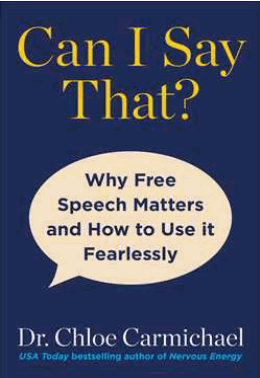 Can I Say
That?
Why Free
Speech Matters
and How to Use it
Fearlessly
Dr. Chloe Carmichael
USA Today bestselling author of Nervous Energy